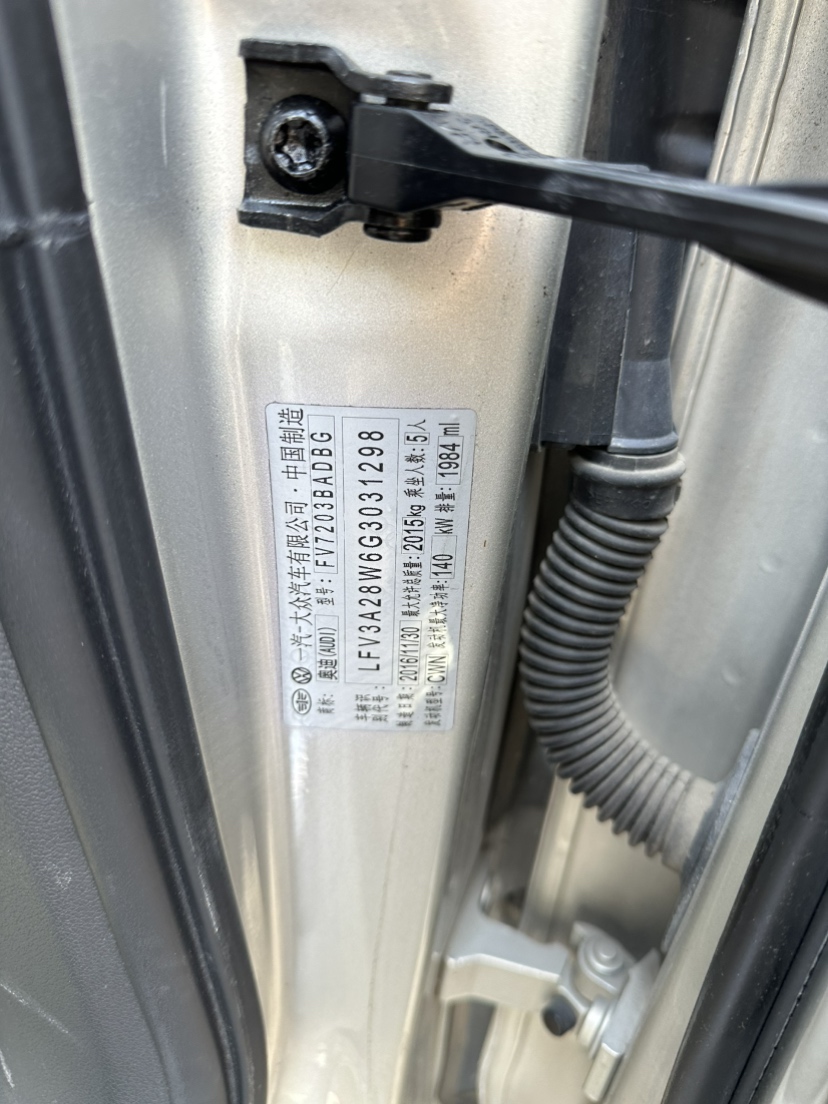 一汽-大众汽车有限公司·中国制造
商标: 奥迪(AUDI) 型号: FV7203BADBG
车辆识别代号: LFV3A28W6G3031298
制造日期: 2016/11/30 最大允许总质量: 2015kg 乘坐人数: 5人
发动机型号: CWN 发动机最大净功率: 140 kW 排量: 1984 ml